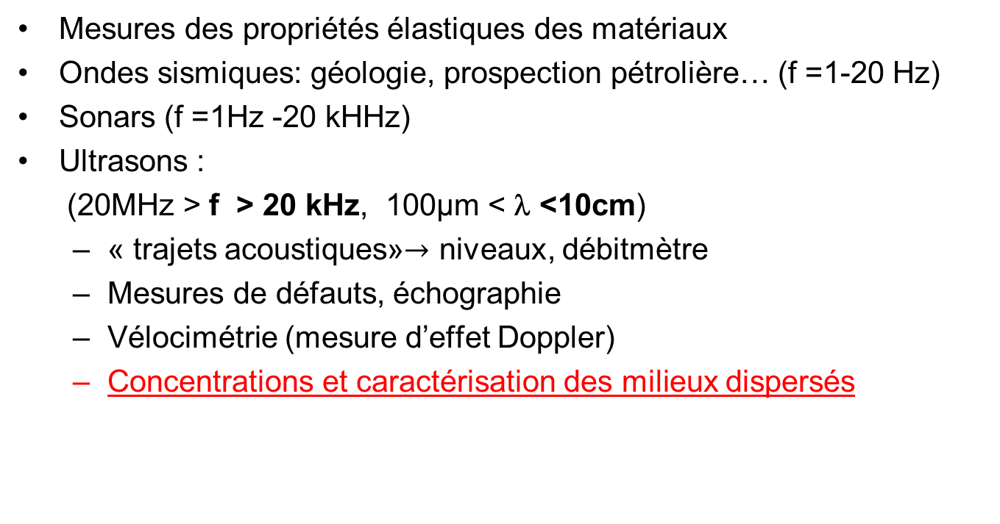 • Mesures des propriétés élastiques des matériaux
• Ondes sismiques: géologie, prospection pétrolière… (f =1-20 Hz)
• Sonars (f =1Hz -20 kHHz)
• Ultrasons :
(20MHz > f > 20 kHz, 100µm < λ <10cm)
– « trajets acoustiques»→ niveaux, débitmètre
– Mesures de défauts, échographie
– Vélocimétrie (mesure d’effet Doppler)
– Concentrations et caractérisation des milieux dispersés